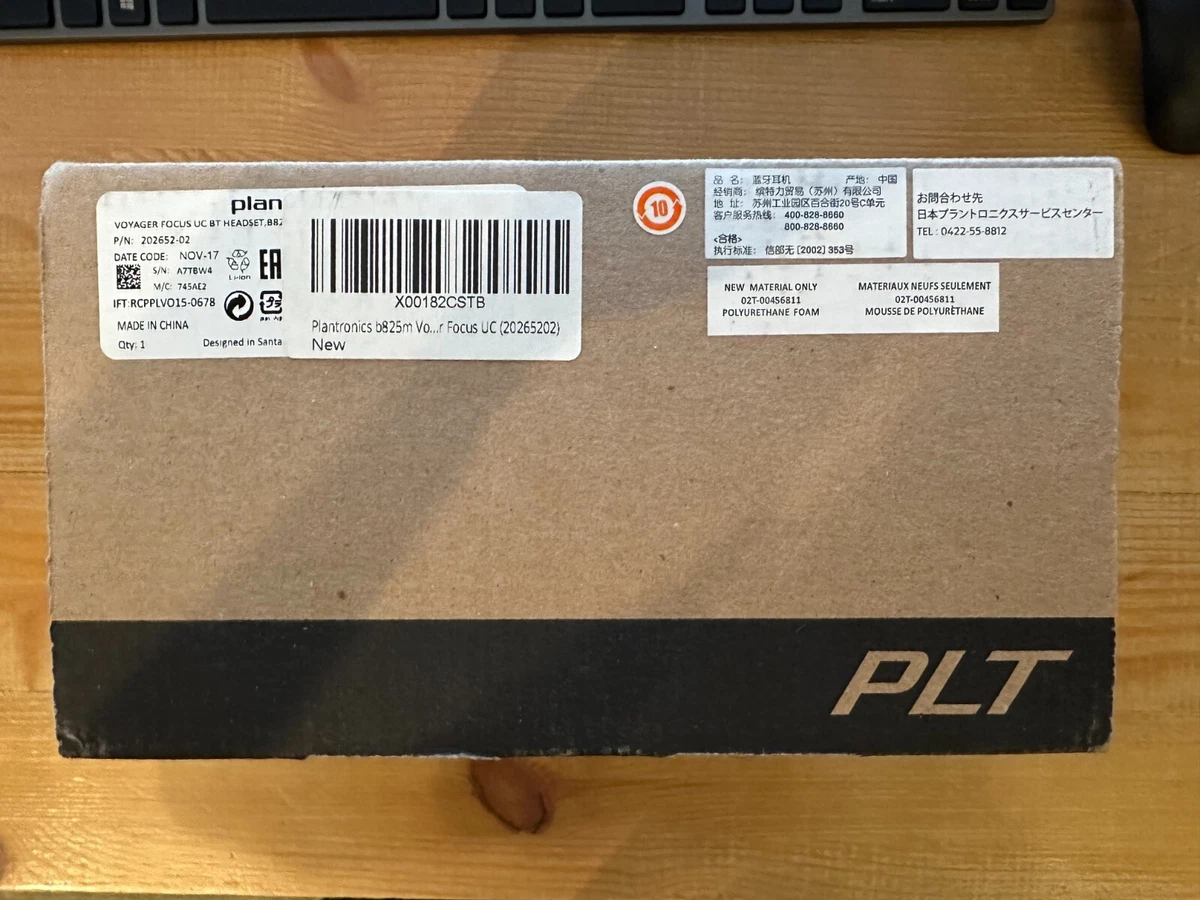 plan
VOYAGER FOCUS UC BT HEADSET,B82
P/N: 202652-02
DATE CODE: NOV-17
S/N: A7TBW4
M/C: 745AE2
Li-ion
EAC
IFT:RCPPLVO15-0678
MADE IN CHINA
Qty: 1
Designed in Santa
X00182CSTB
Plantronics b825m Vo...r Focus UC (20265202)
New
10
品 名: 蓝牙耳机 产地: 中国
经销商: 缤特力贸易（苏州）有限公司
地 址: 苏州工业园区百合街20号C单元
客户服务热线: 400-828-8660
800-828-8660
<合格>
执行标准: 信部无 [2002] 353号
お問合わせ先
日本プラントロニクスサービスセンター
TEL : 0422-55-8812
NEW MATERIAL ONLY
02T-00456811
POLYURETHANE FOAM
MATERIAUX NEUFS SEULEMENT
02T-00456811
MOUSSE DE POLYURÈTHANE
PLT